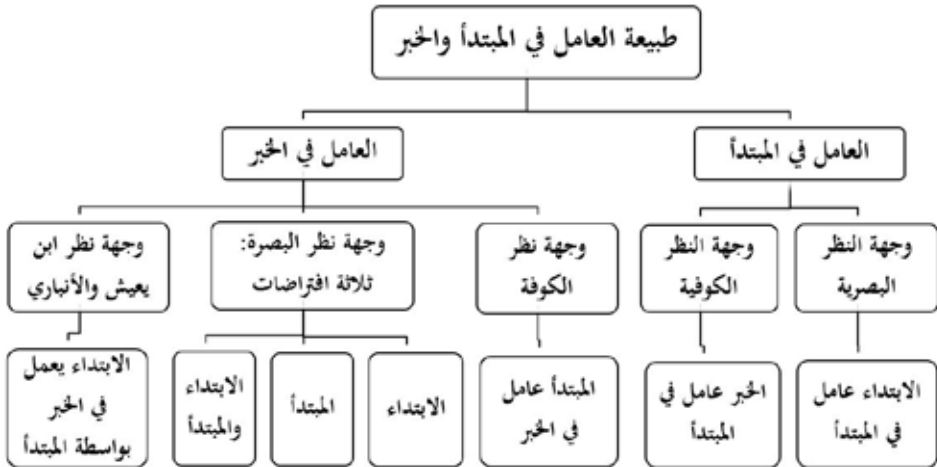 طبيعة العامل في المبتدأ والخبر
العامل في المبتدأ
العامل في الخبر
وجهة النظر
البصرية
وجهة النظر
الكوفية
وجهة نظر
الكوفة
وجهة نظر البصرة:
ثلاثة افتراضات
وجهة نظر ابن
يعيش والأنباري
الابتداء عامل
في المبتدأ
الخبر عامل في
المبتدأ
المبتدأ عامل
في الخبر
الابتداء
المبتدأ
الابتداء
والمبتدأ
الابتداء يعمل
في الخبر
بواسطة المبتدأ